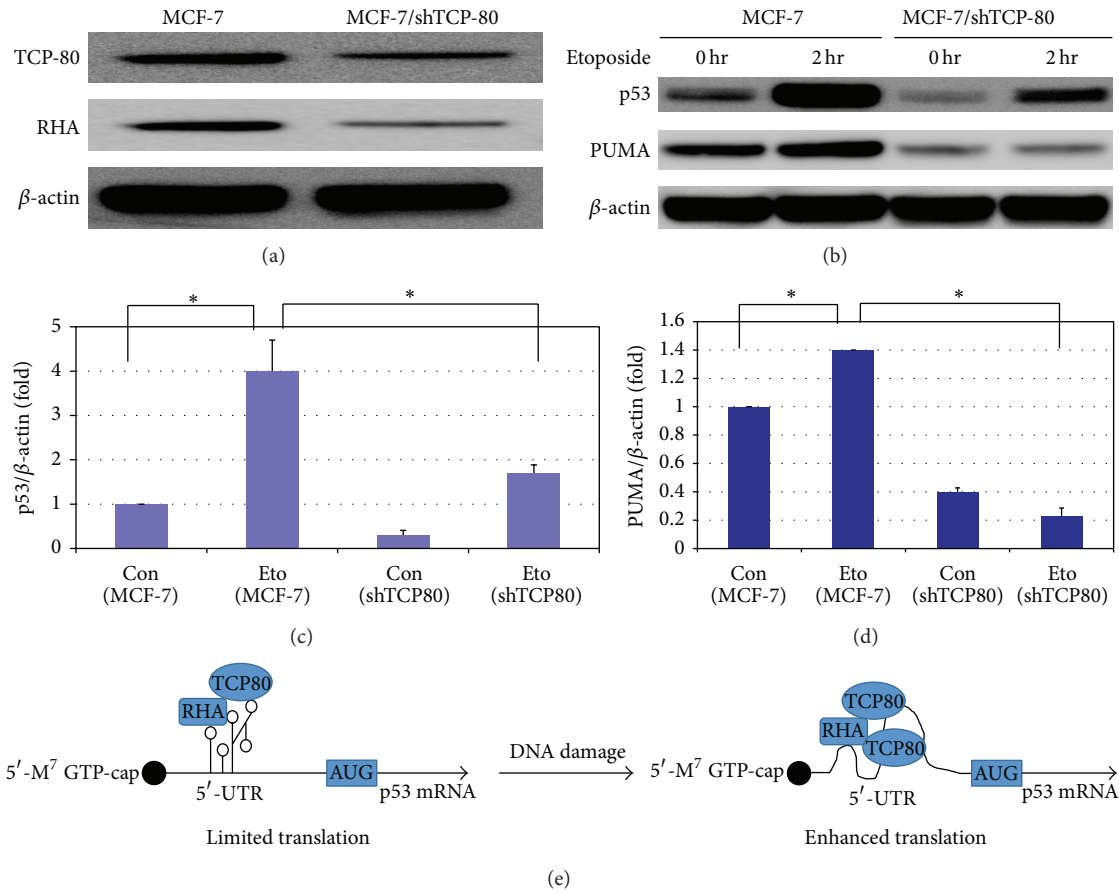 MCF-7 MCF-7/shTCP-80
TCP-80
RHA
β-actin
(a)
MCF-7 MCF-7/shTCP-80
Etoposide 0 hr 2 hr 0 hr 2 hr
p53
PUMA
β-actin
(b)
* *
p53/β-actin (fold)
5
4
3
2
1
0
Con (MCF-7)
Eto (MCF-7)
Con (shTCP80)
Eto (shTCP80)
(c)
* *
PUMA/β-actin (fold)
1.4
1.2
1
0.8
0.6
0.4
0.2
0
Con (MCF-7)
Eto (MCF-7)
Con (shTCP80)
Eto (shTCP80)
(d)
TCP80
RHA
5′-M⁷ GTP-cap
AUG
5′-UTR
p53 mRNA
Limited translation
DNA damage
TCP80
RHA
TCP80
5′-M⁷ GTP-cap
AUG
5′-UTR
p53 mRNA
Enhanced translation
(e)